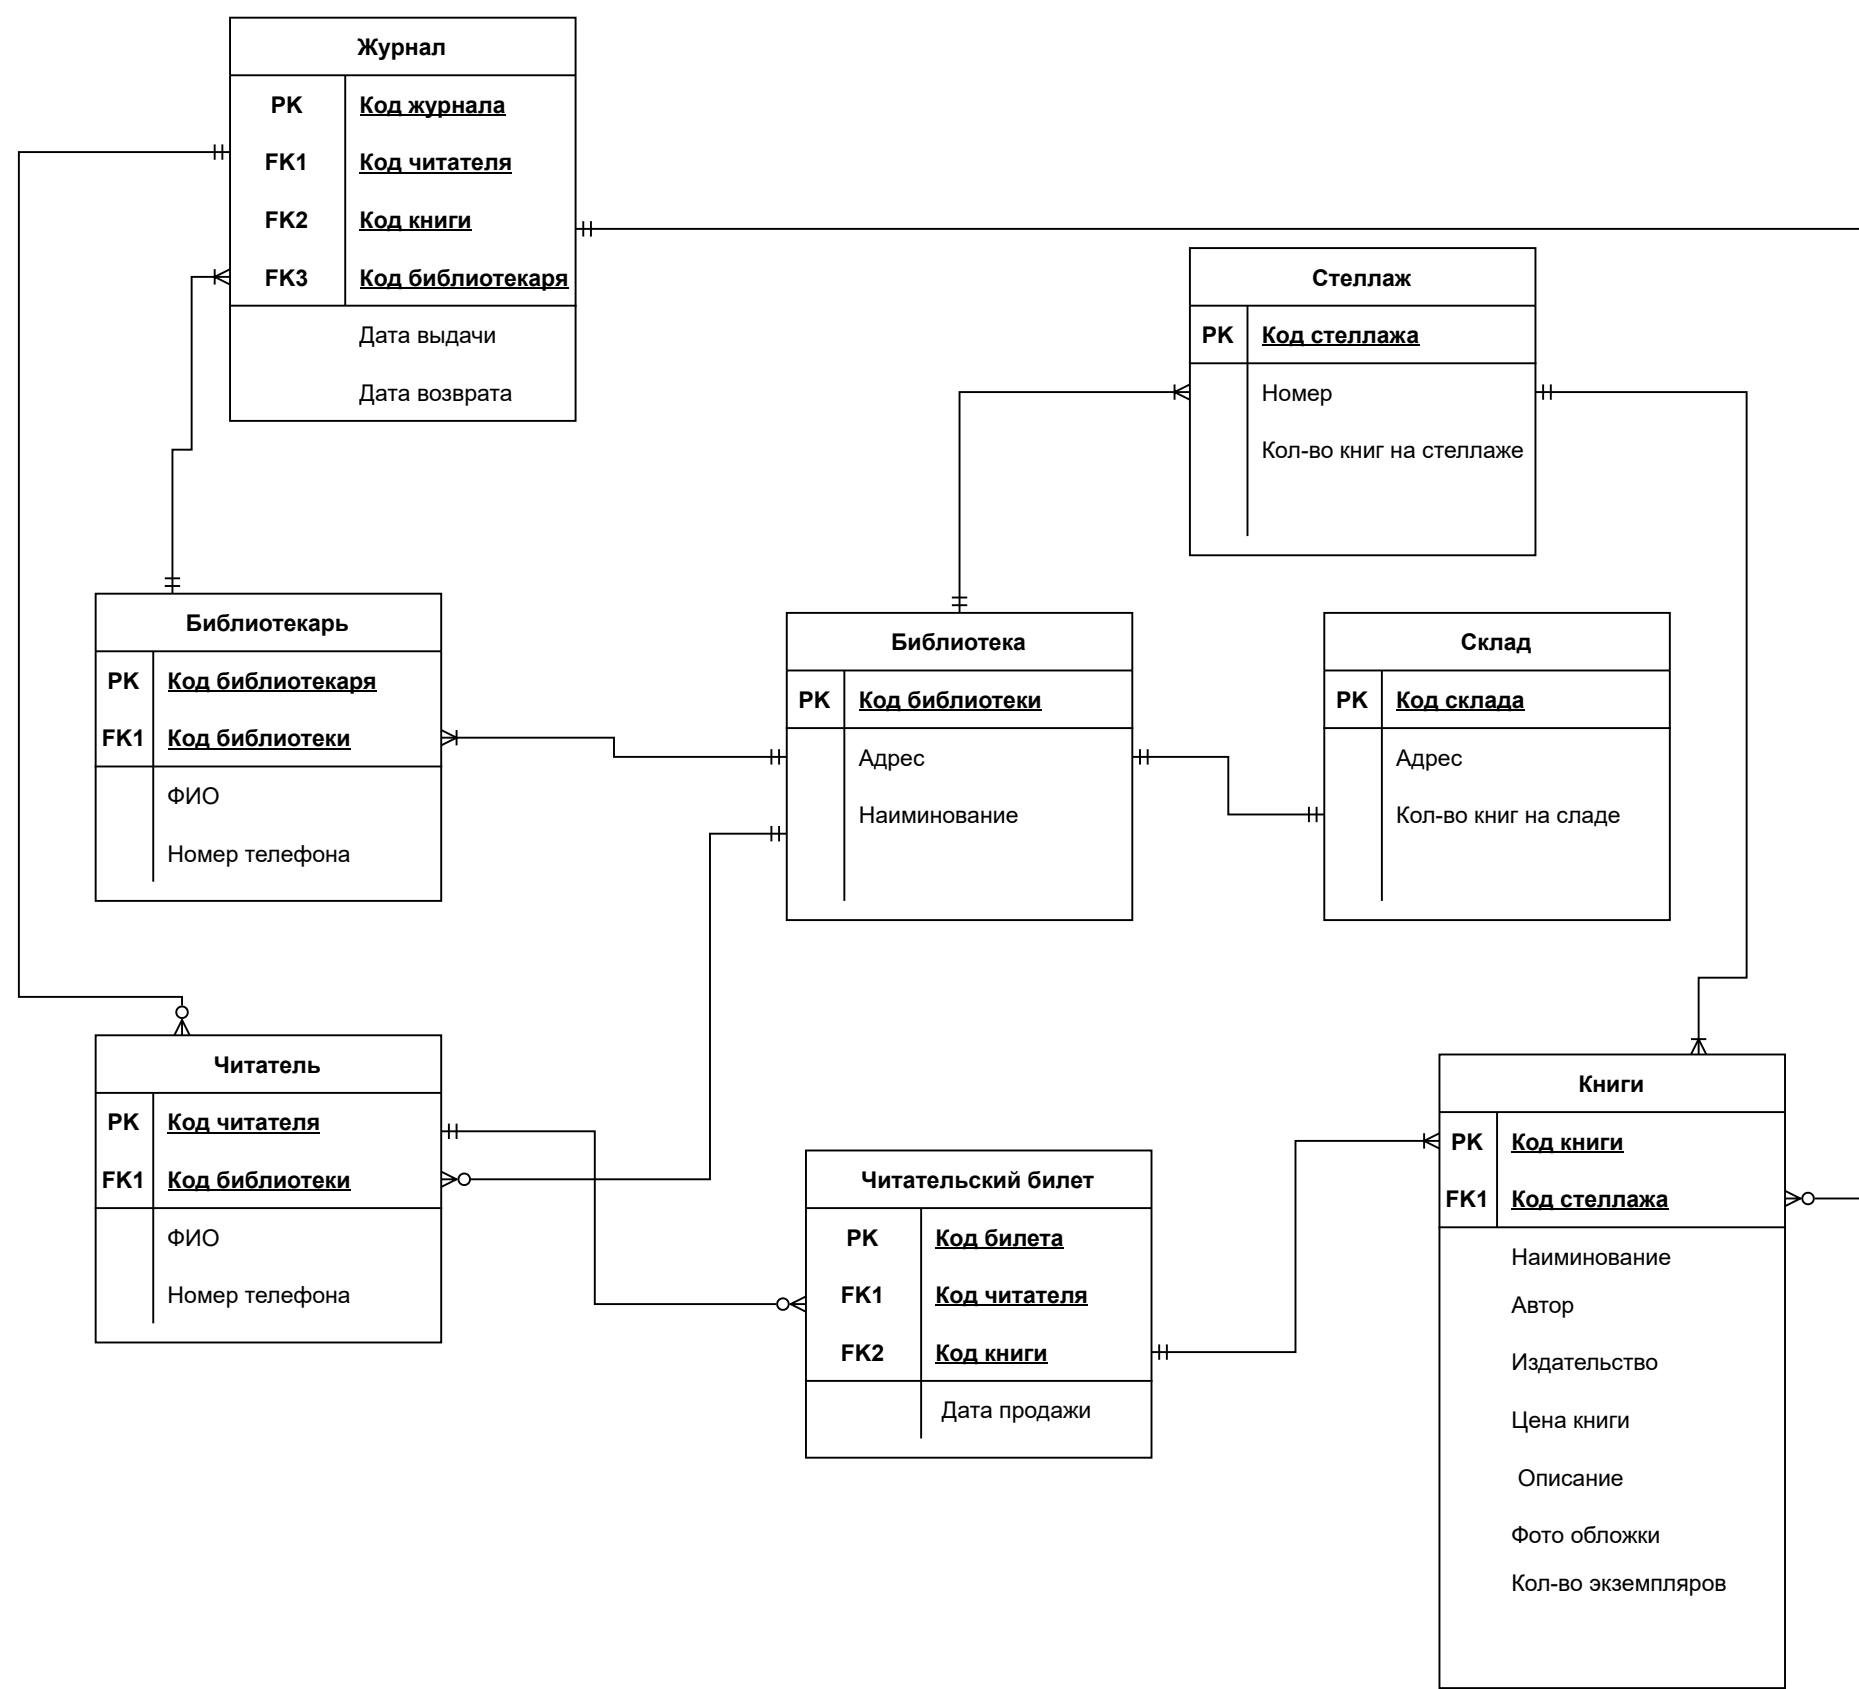 Журнал
PK Код журнала
FK1 Код читателя
FK2 Код книги
FK3 Код библиотекаря
Дата выдачи
Дата возврата
Стеллаж
PK Код стеллажа
Номер
Кол-во книг на стеллаже
Библиотекарь
PK Код библиотекаря
FK1 Код библиотеки
ФИО
Номер телефона
Библиотека
PK Код библиотеки
Адрес
Наиминование
Склад
PK Код склада
Адрес
Кол-во книг на сладе
Читатель
PK Код читателя
FK1 Код библиотеки
ФИО
Номер телефона
Читательский билет
PK Код билета
FK1 Код читателя
FK2 Код книги
Дата продажи
Книги
PK Код книги
FK1 Код стеллажа
Наиминование
Автор
Издательство
Цена книги
Описание
Фото обложки
Кол-во экземпляров